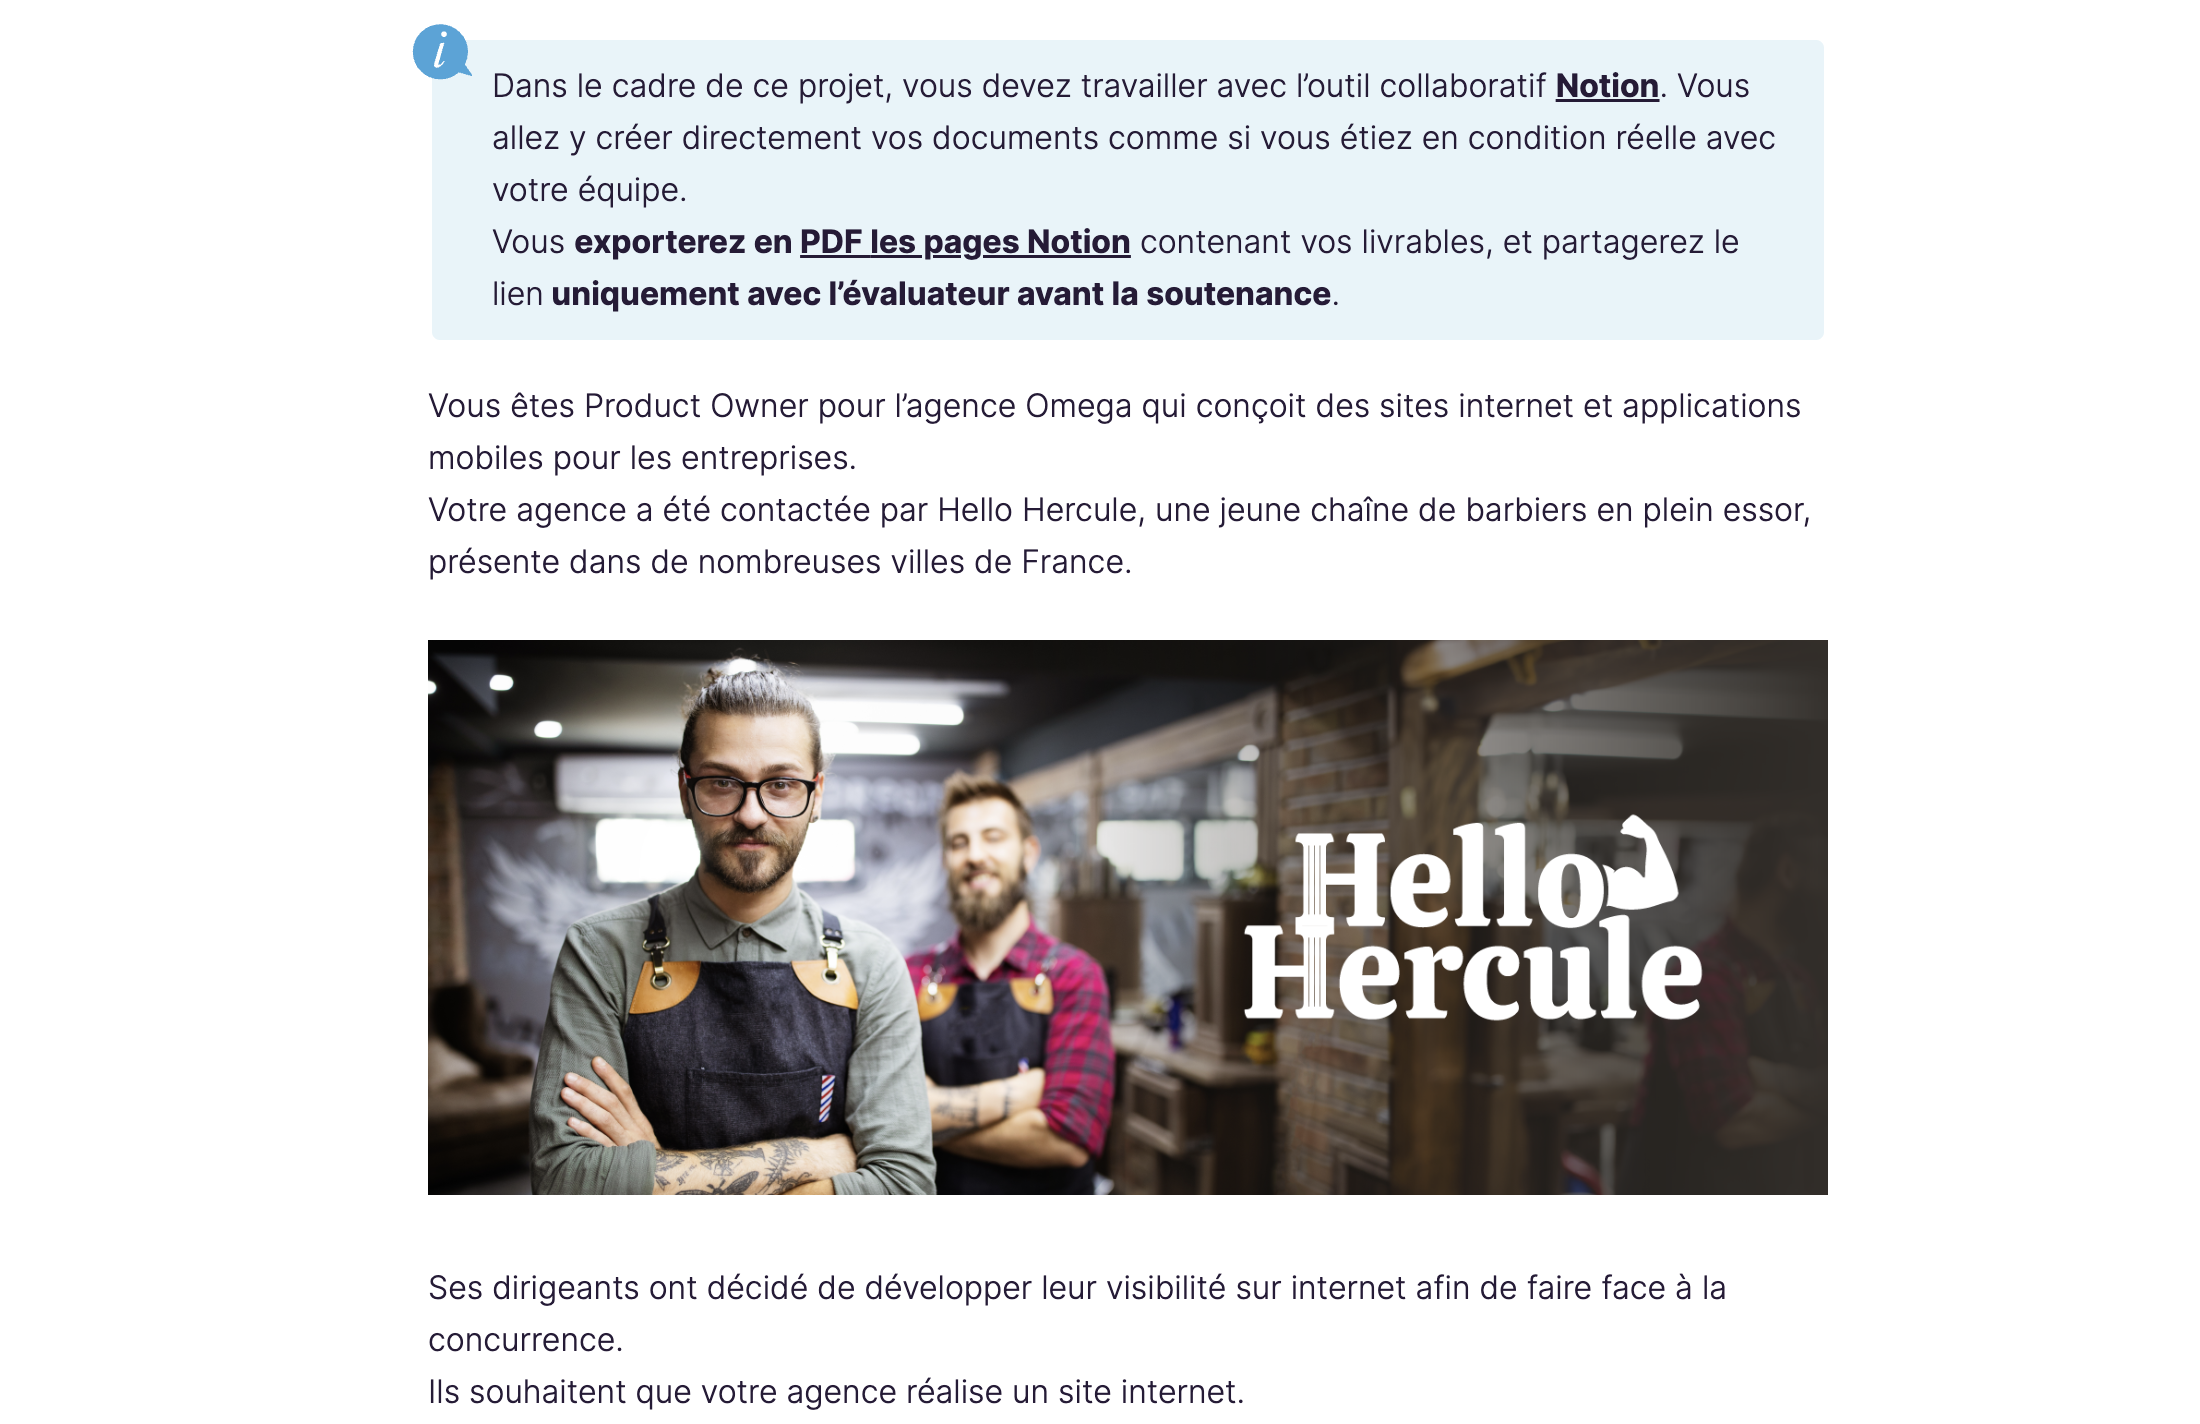 i
Dans le cadre de ce projet, vous devez travailler avec l’outil collaboratif Notion. Vous
allez y créer directement vos documents comme si vous étiez en condition réelle avec
votre équipe.
Vous exporterez en PDF les pages Notion contenant vos livrables, et partagerez le
lien uniquement avec l’évaluateur avant la soutenance.
Vous êtes Product Owner pour l’agence Omega qui conçoit des sites internet et applications
mobiles pour les entreprises.
Votre agence a été contactée par Hello Hercule, une jeune chaîne de barbiers en plein essor,
présente dans de nombreuses villes de France.
Hello
Hercule
Ses dirigeants ont décidé de développer leur visibilité sur internet afin de faire face à la
concurrence.
Ils souhaitent que votre agence réalise un site internet.